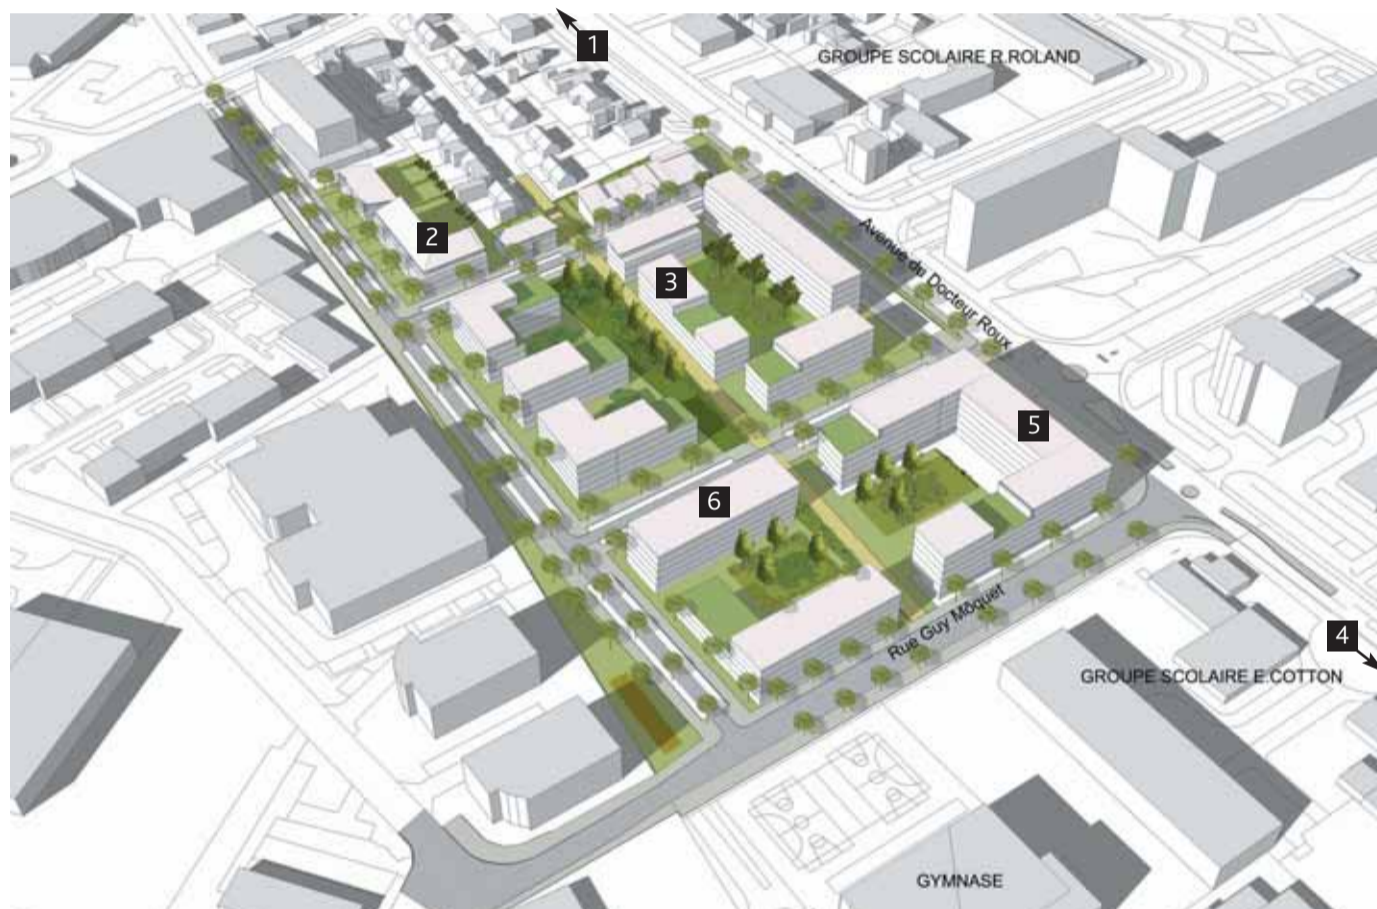 1
GROUPE SCOLAIRE R.ROLAND
2
Avenue du Docteur Roux
3
5
6
Rue Guy Môquet
4
GROUPE SCOLAIRE E.COTTON
GYMNASE